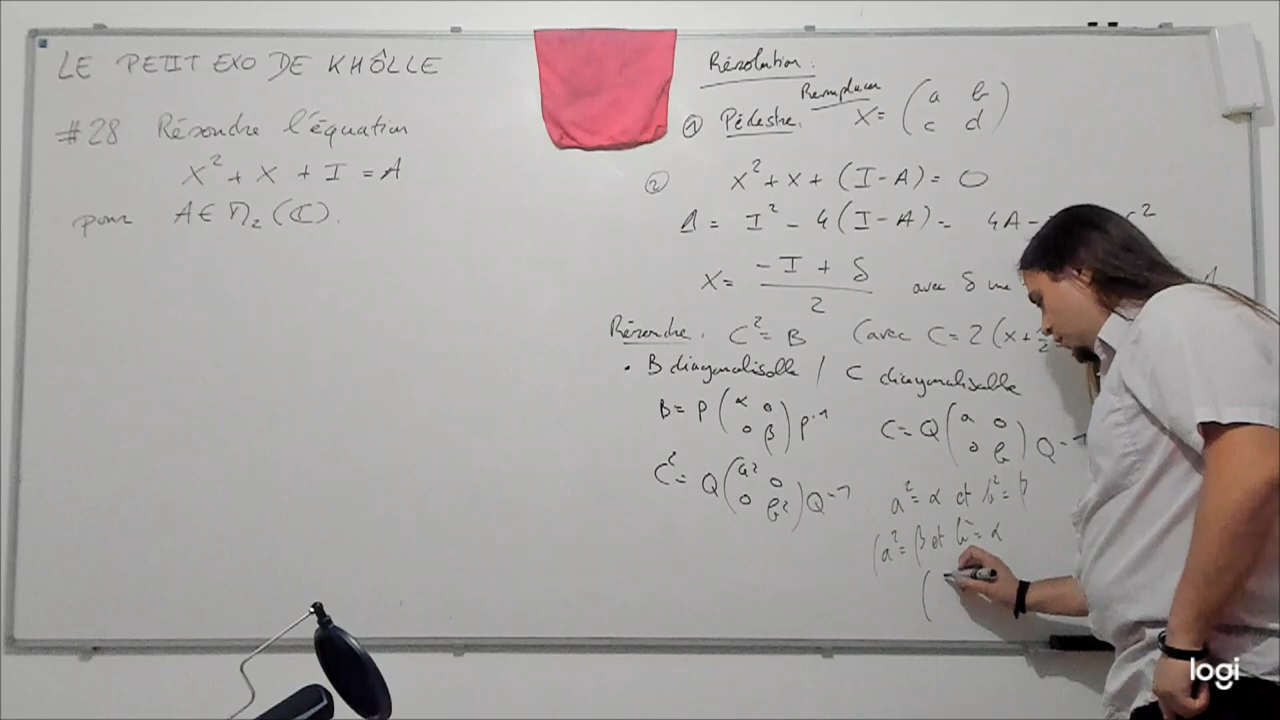 LE PETIT EXO DE KHÔLLE
#28 Résoudre l'équation
X² + X + I = A
pour A ∈ M₂(ℂ).
Résolution :
① Pédestre. Remplacer X = (a b
c d)
② X² + X + (I - A) = 0
Δ = I² - 4(I - A) = 4A -
X = (-I + δ)/2 avec δ une
Résoudre. C² = B (avec C = 2(X + 1/2
• B diagonalisable / C diagonalisable
B = P (α 0
0 β) P⁻¹
C = Q (a 0
0 b) Q⁻¹
C² = Q (a² 0
0 b²) Q⁻¹
a² = α et b² = β
(a² = β et b² = α
(
logi